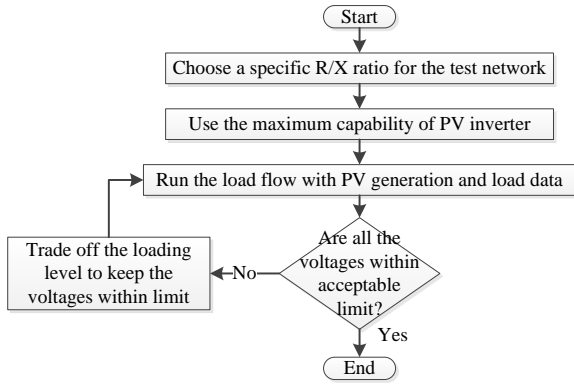 Start
Choose a specific R/X ratio for the test network
Use the maximum capability of PV inverter
Run the load flow with PV generation and load data
Are all the
voltages within
acceptable
limit?
No
Trade off the loading
level to keep the
voltages within limit
Yes
End